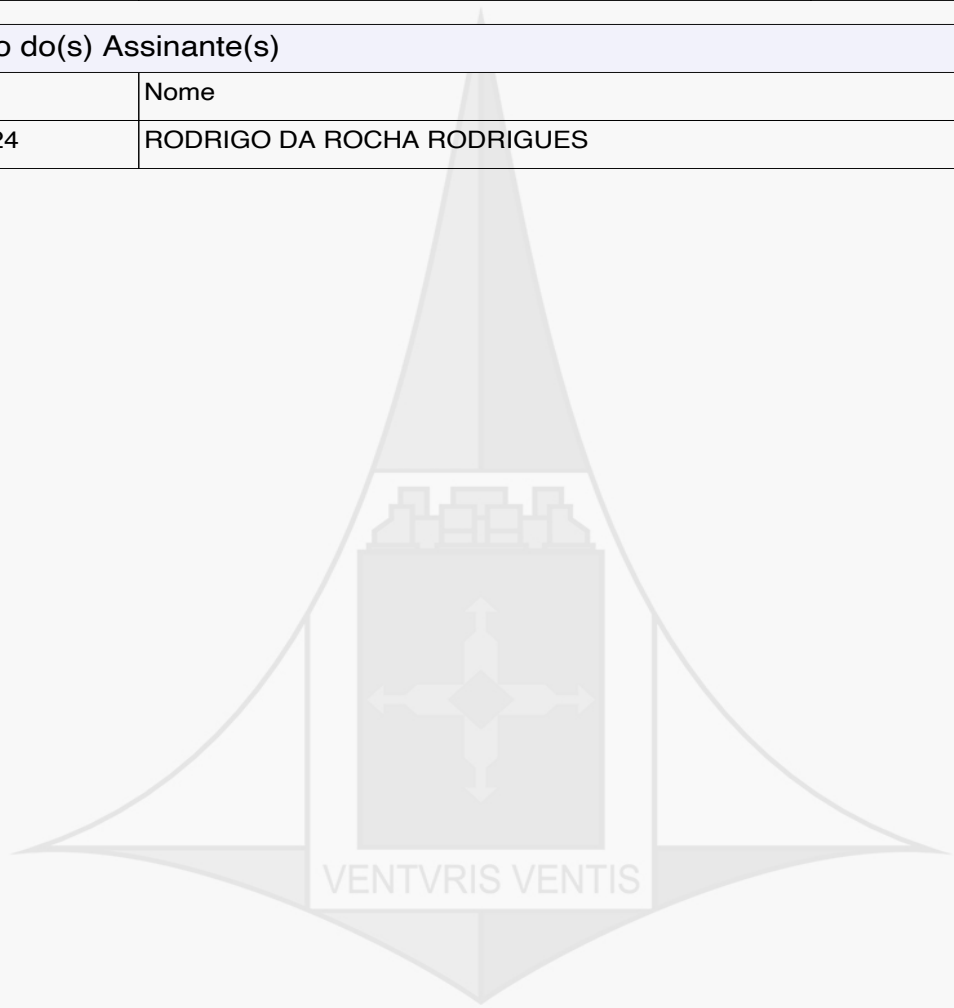 o do(s) Assinante(s)
Nome
24 RODRIGO DA ROCHA RODRIGUES
VENTVRIS VENTIS